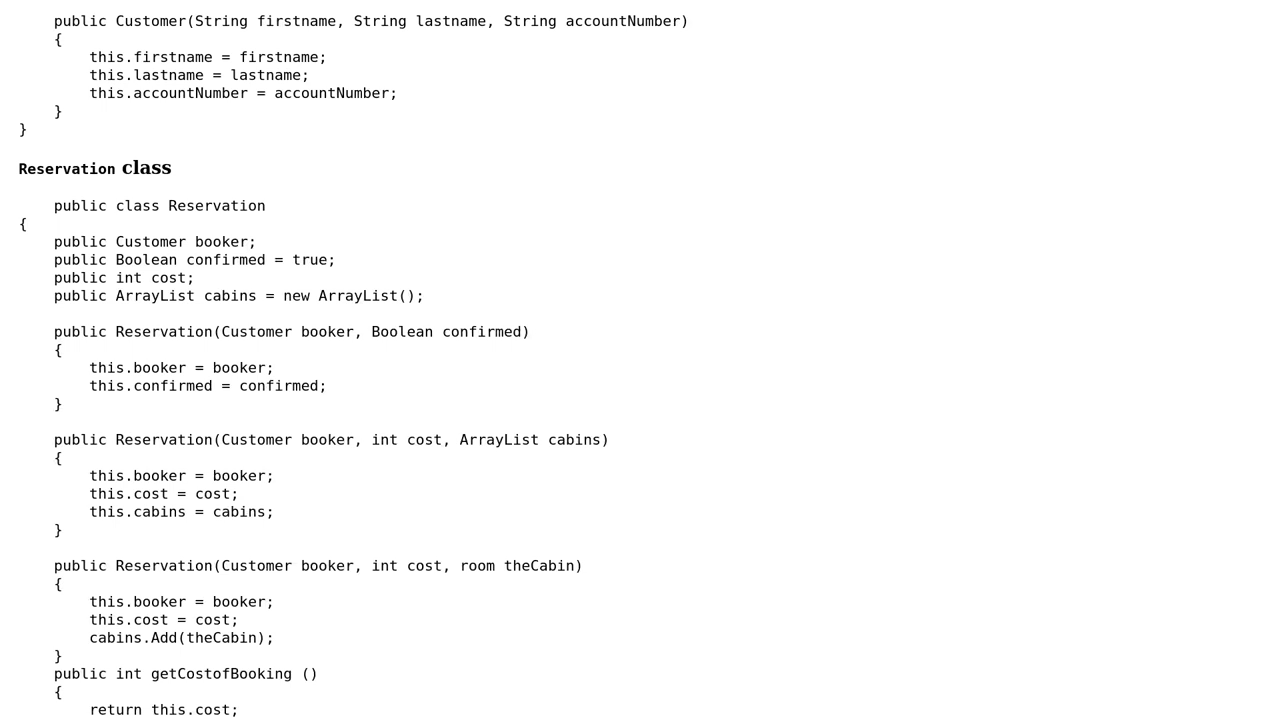 public Customer(String firstname, String lastname, String accountNumber)
    {
        this.firstname = firstname;
        this.lastname = lastname;
        this.accountNumber = accountNumber;
    }
}
Reservation class
    public class Reservation
{
    public Customer booker;
    public Boolean confirmed = true;
    public int cost;
    public ArrayList cabins = new ArrayList();
    public Reservation(Customer booker, Boolean confirmed)
    {
        this.booker = booker;
        this.confirmed = confirmed;
    }
    public Reservation(Customer booker, int cost, ArrayList cabins)
    {
        this.booker = booker;
        this.cost = cost;
        this.cabins = cabins;
    }
    public Reservation(Customer booker, int cost, room theCabin)
    {
        this.booker = booker;
        this.cost = cost;
        cabins.Add(theCabin);
    }
    public int getCostofBooking ()
    {
        return this.cost;